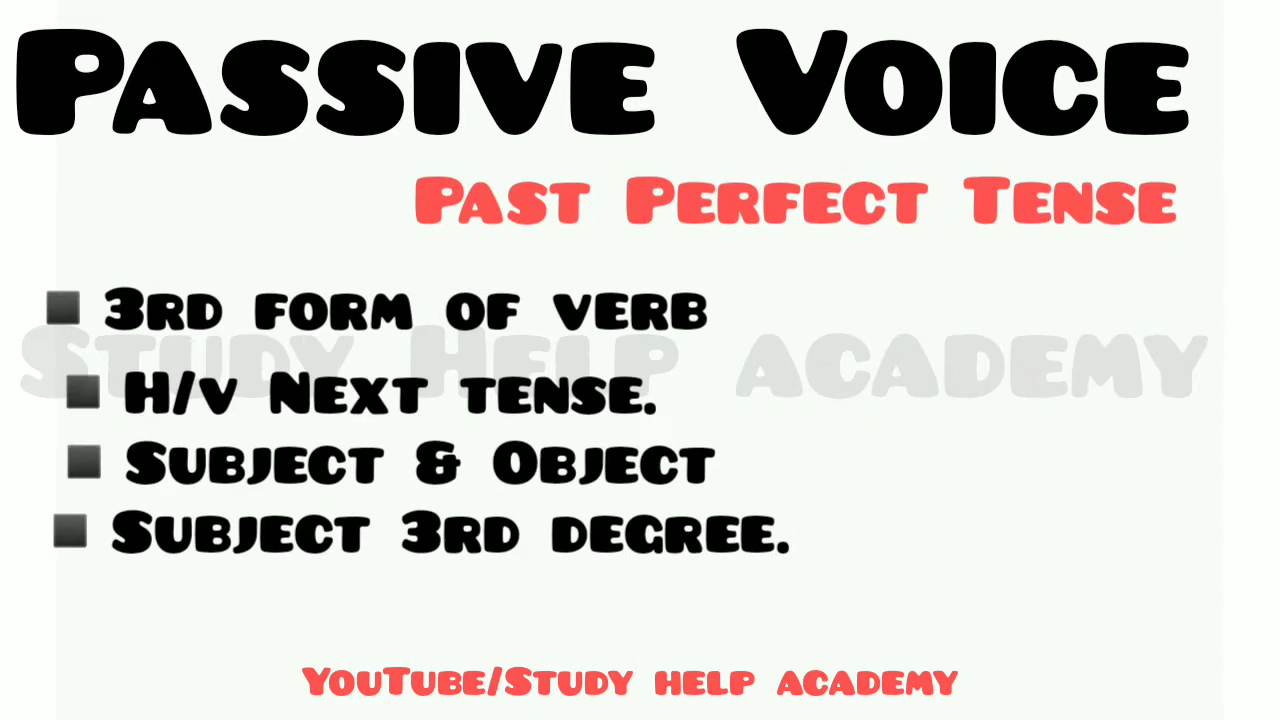 Passive Voice
Past Perfect Tense
3rd form of verb
Study Help academy
H/v Next tense.
Subject & Object
Subject 3rd degree.
YouTube/Study help academy